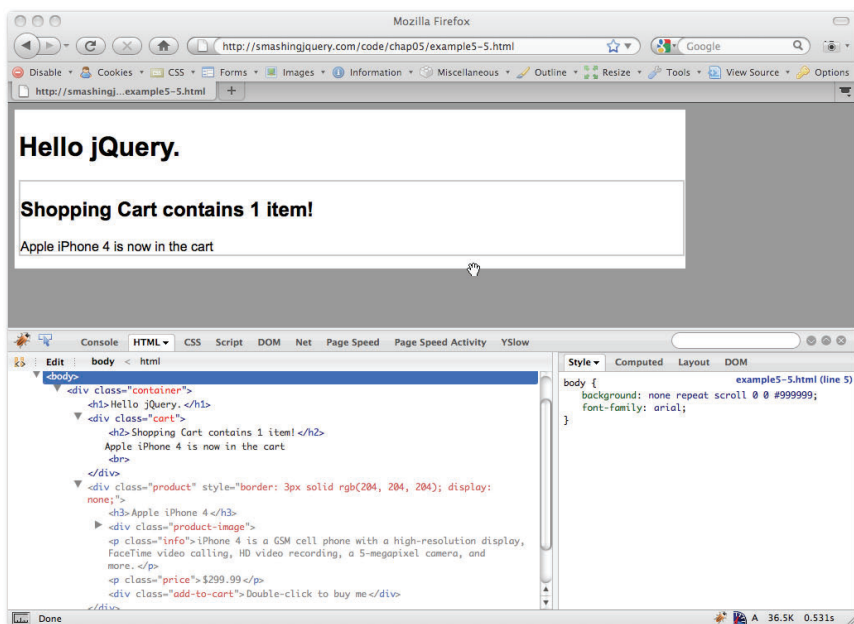 Mozilla Firefox
http://smashingjquery.com/code/chap05/example5-5.html
Google
Disable Cookies CSS Forms Images Information Miscellaneous Outline Resize Tools View Source Options
http://smashingj...example5-5.html
Hello jQuery.
Shopping Cart contains 1 item!
Apple iPhone 4 is now in the cart
Console HTML CSS Script DOM Net Page Speed Page Speed Activity YSlow
Edit body < html
<body>
<div class="container">
<h1>Hello jQuery.</h1>
<div class="cart">
<h2>Shopping Cart contains 1 item!</h2>
Apple iPhone 4 is now in the cart
<br>
</div>
<div class="product" style="border: 3px solid rgb(204, 204, 204); display:
none;">
<h3>Apple iPhone 4</h3>
<div class="product-image">
<p class="info">iPhone 4 is a GSM cell phone with a high-resolution display,
FaceTime video calling, HD video recording, a 5-megapixel camera, and
more.</p>
<p class="price">$299.99</p>
<div class="add-to-cart">Double-click to buy me</div>
</div>
Style Computed Layout DOM
body { example5-5.html (line 5)
background: none repeat scroll 0 0 #999999;
font-family: arial;
}
Done
A 36.5K 0.531s